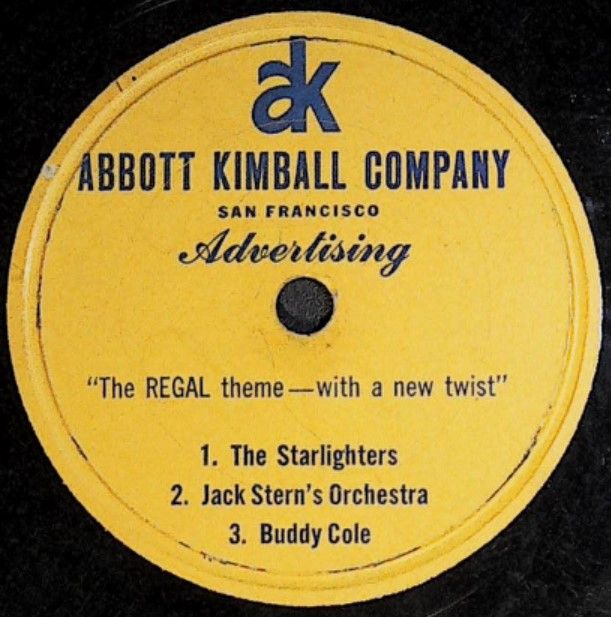 ak
ABBOTT KIMBALL COMPANY
SAN FRANCISCO
Advertising
"The REGAL theme—with a new twist"
1. The Starlighters
2. Jack Stern's Orchestra
3. Buddy Cole